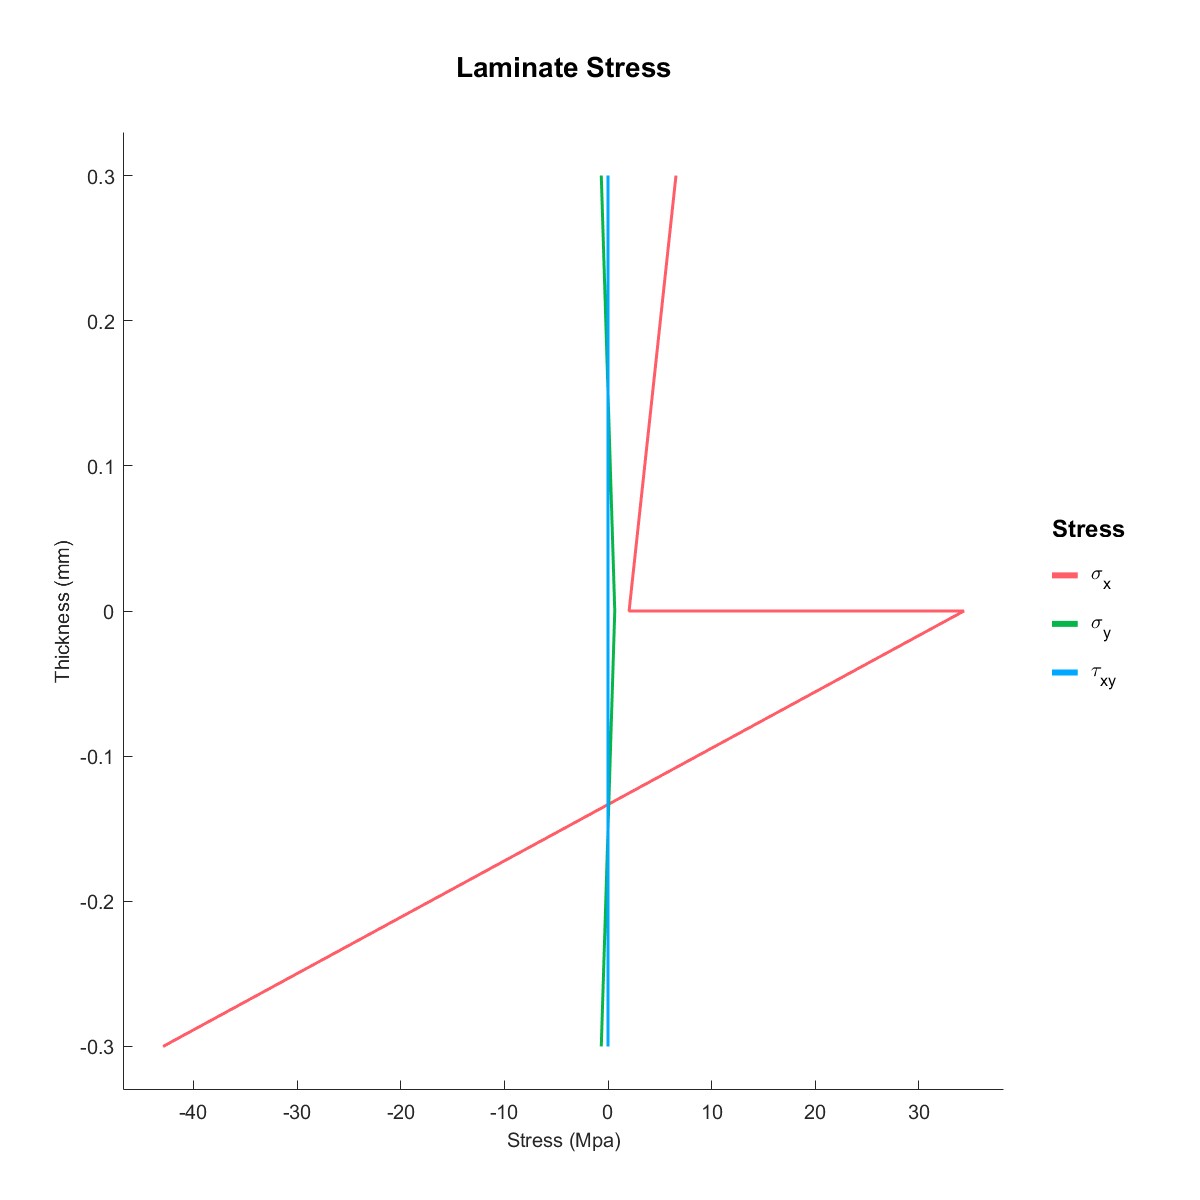 Laminate Stress
Thickness (mm)
0.3
0.2
0.1
0
-0.1
-0.2
-0.3
-40 -30 -20 -10 0 10 20 30
Stress (Mpa)
Stress
σx
σy
τxy